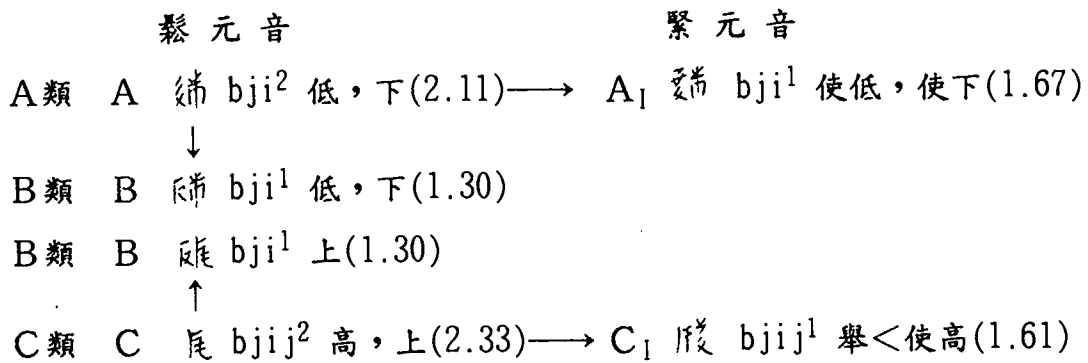 鬆元音 緊元音
A類 A bji² 低，下(2.11)⟶ A₁ bji¹ 使低，使下(1.67)
↓
B類 B bji¹ 低，下(1.30)
B類 B bji¹ 上(1.30)
↑
C類 C bjij² 高，上(2.33)⟶ C₁ bjij¹ 舉＜使高(1.61)